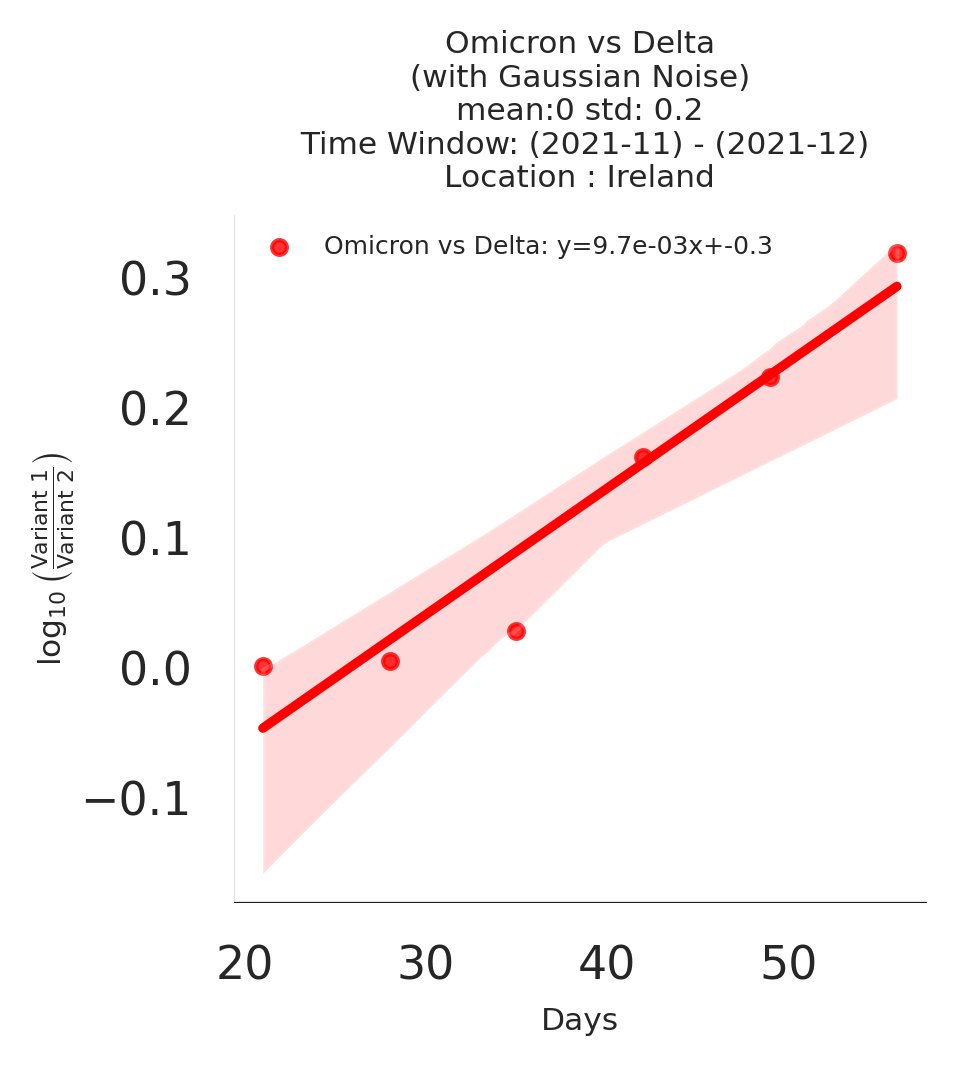 Omicron vs Delta
(with Gaussian Noise)
mean:0 std: 0.2
Time Window: (2021-11) - (2021-12)
Location : Ireland
Omicron vs Delta: y=9.7e-03x+-0.3
0.3
0.2
0.1
0.0
−0.1
log10 (Variant 1 / Variant 2)
20 30 40 50
Days